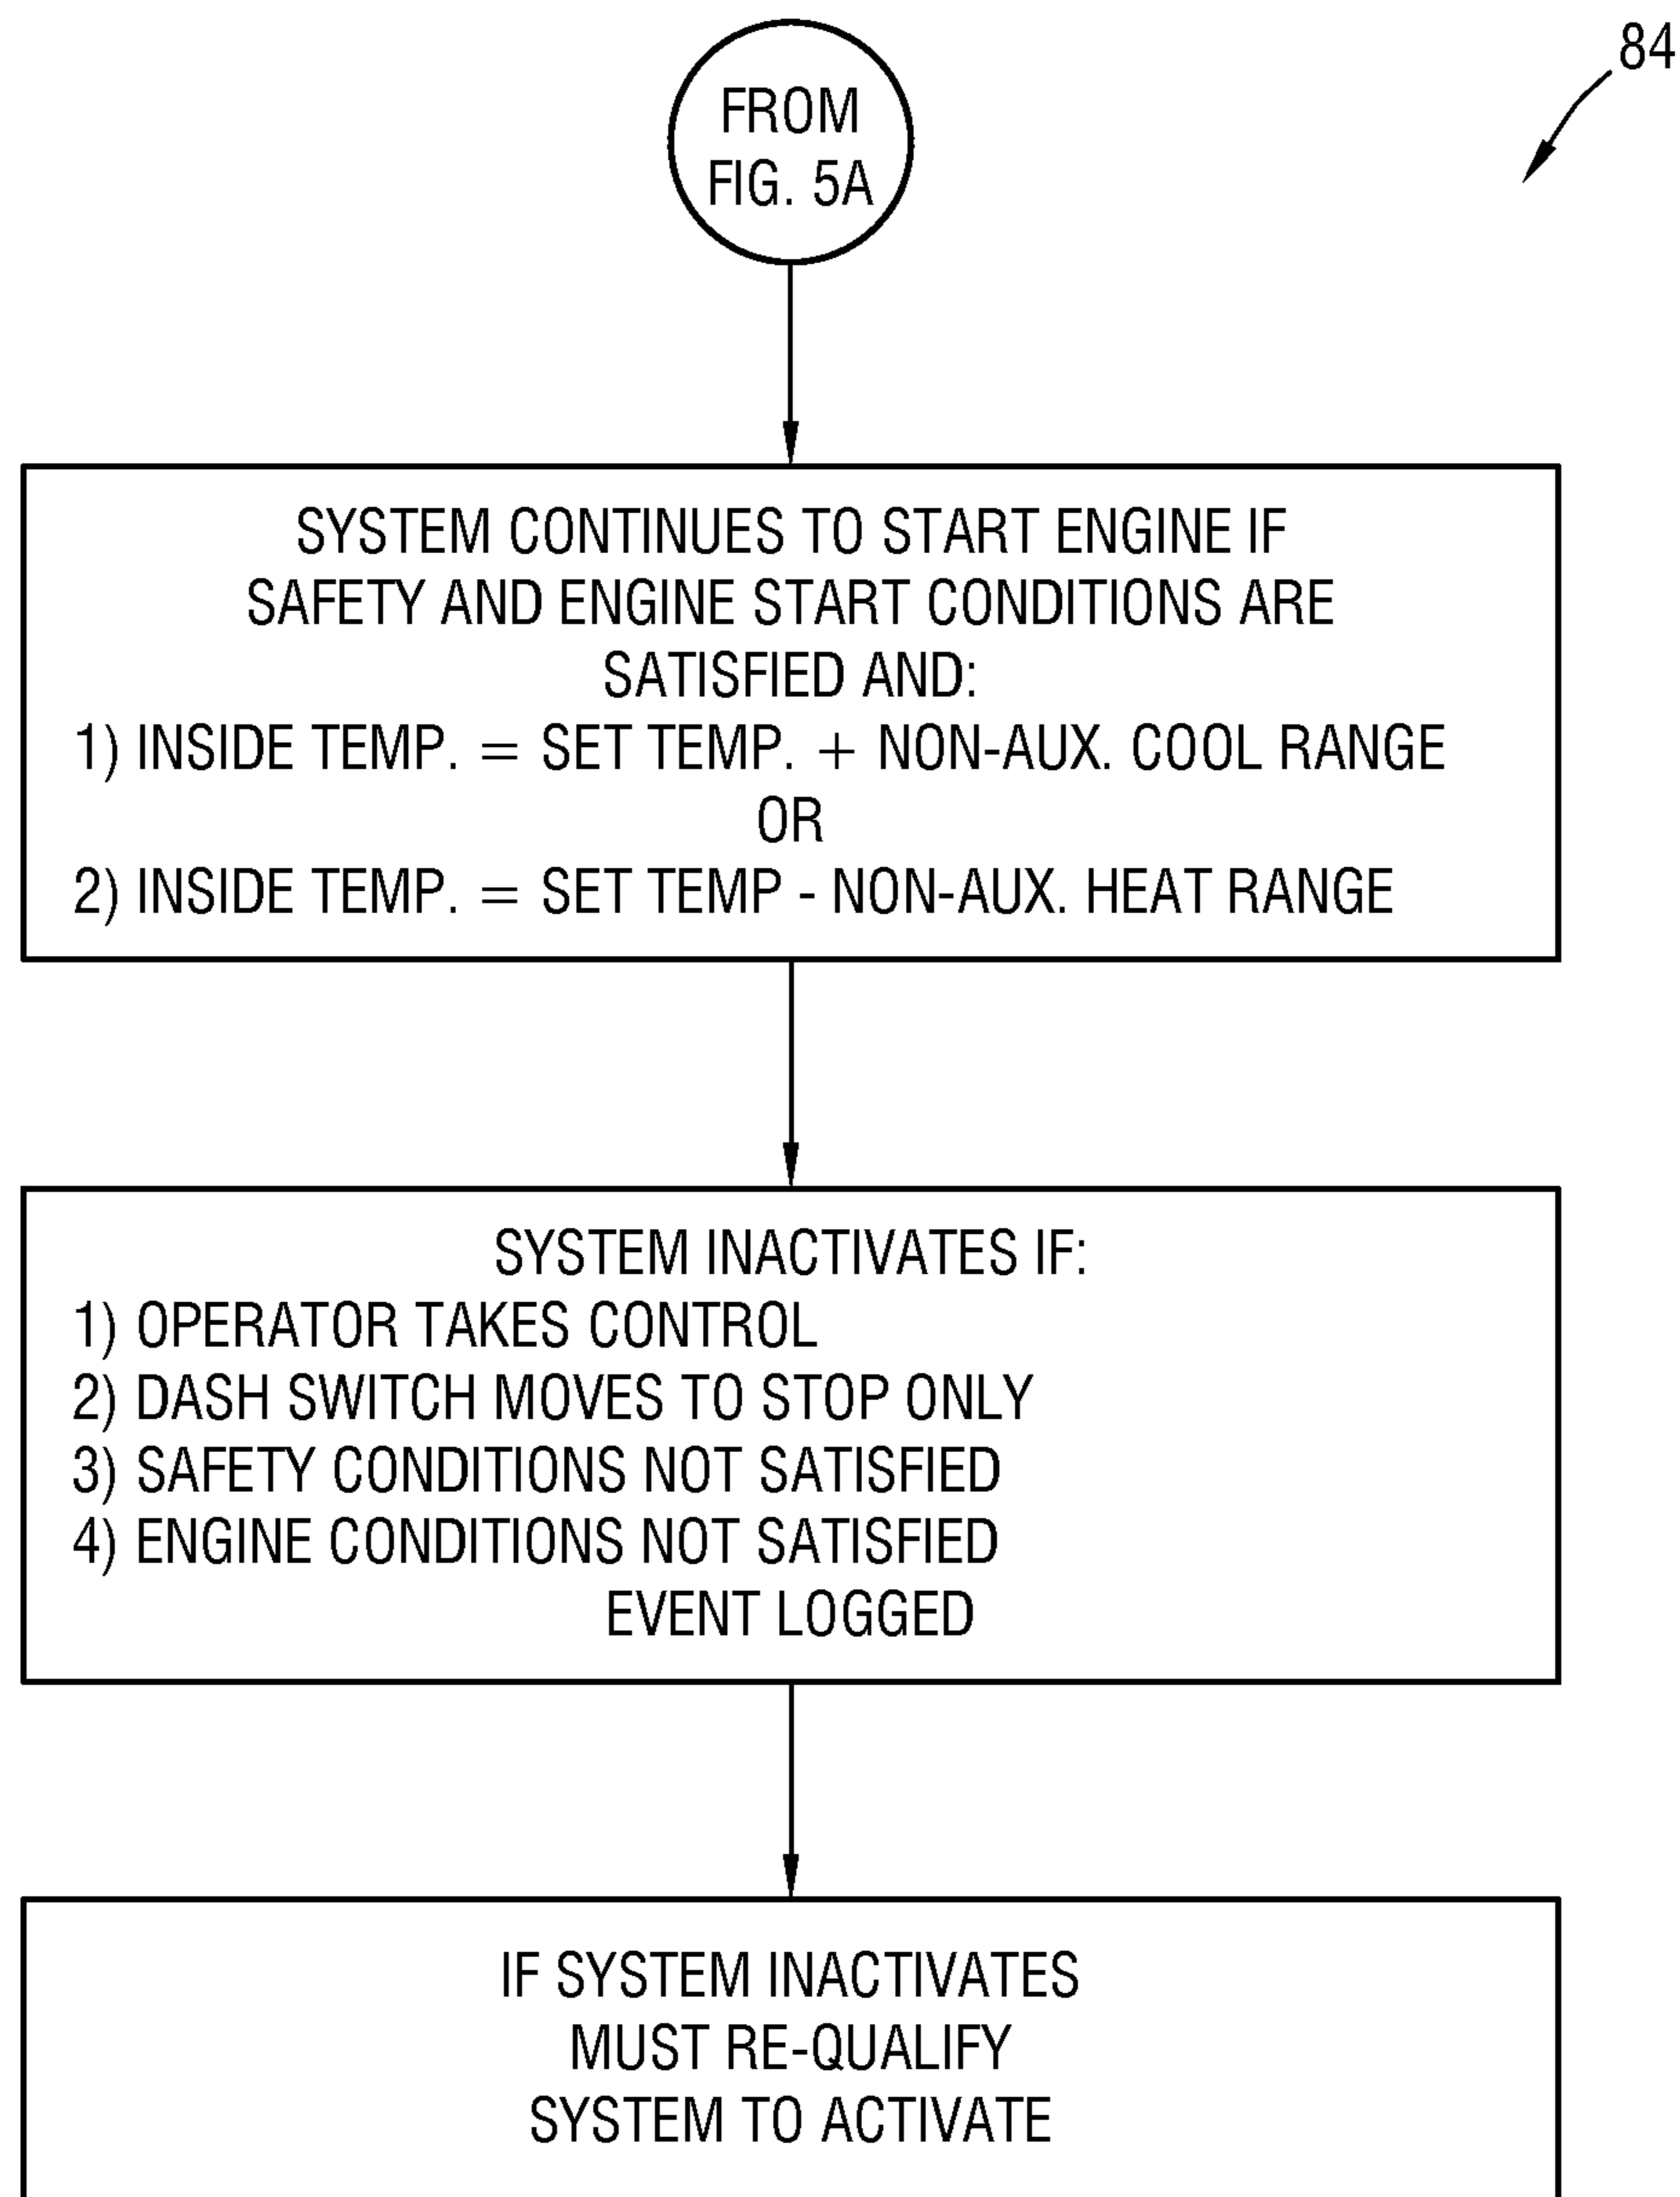 84
FROM
FIG. 5A
SYSTEM CONTINUES TO START ENGINE IF
SAFETY AND ENGINE START CONDITIONS ARE
SATISFIED AND:
1) INSIDE TEMP. = SET TEMP. + NON-AUX. COOL RANGE
OR
2) INSIDE TEMP. = SET TEMP - NON-AUX. HEAT RANGE
SYSTEM INACTIVATES IF:
1) OPERATOR TAKES CONTROL
2) DASH SWITCH MOVES TO STOP ONLY
3) SAFETY CONDITIONS NOT SATISFIED
4) ENGINE CONDITIONS NOT SATISFIED
EVENT LOGGED
IF SYSTEM INACTIVATES
MUST RE-QUALIFY
SYSTEM TO ACTIVATE